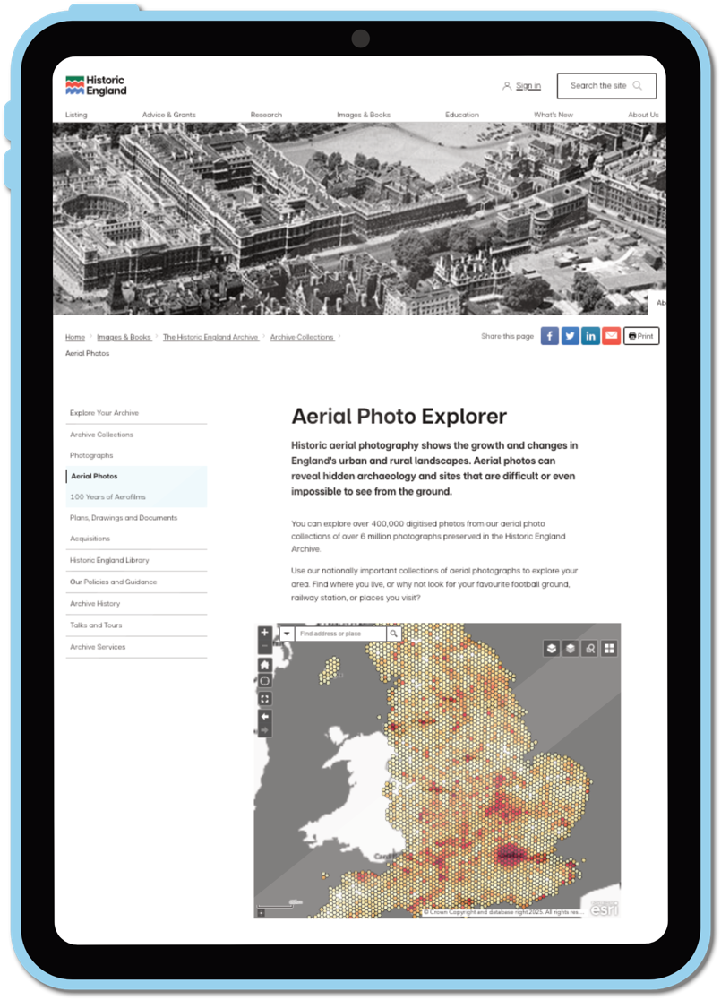 Historic
England
Sign in
Search the site
Listing
Advice & Grants
Research
Images & Books
Education
What's New
About Us
Ab
Home
Images & Books
The Historic England Archive
Archive Collections
Aerial Photos
Share this page
Print
Explore Your Archive
Archive Collections
Photographs
Aerial Photos
100 Years of Aerofilms
Plans, Drawings and Documents
Acquisitions
Historic England Library
Our Policies and Guidance
Archive History
Talks and Tours
Archive Services
Aerial Photo Explorer
Historic aerial photography shows the growth and changes in
England's urban and rural landscapes. Aerial photos can
reveal hidden archaeology and sites that are difficult or even
impossible to see from the ground.
You can explore over 400,000 digitised photos from our aerial photo
collections of over 6 million photographs preserved in the Historic England
Archive.
Use our nationally important collections of aerial photographs to explore your
area. Find where you live, or why not look for your favourite football ground,
railway station, or places you visit?
Find address or place
© Crown Copyright and database right 2025. All rights res...
esri